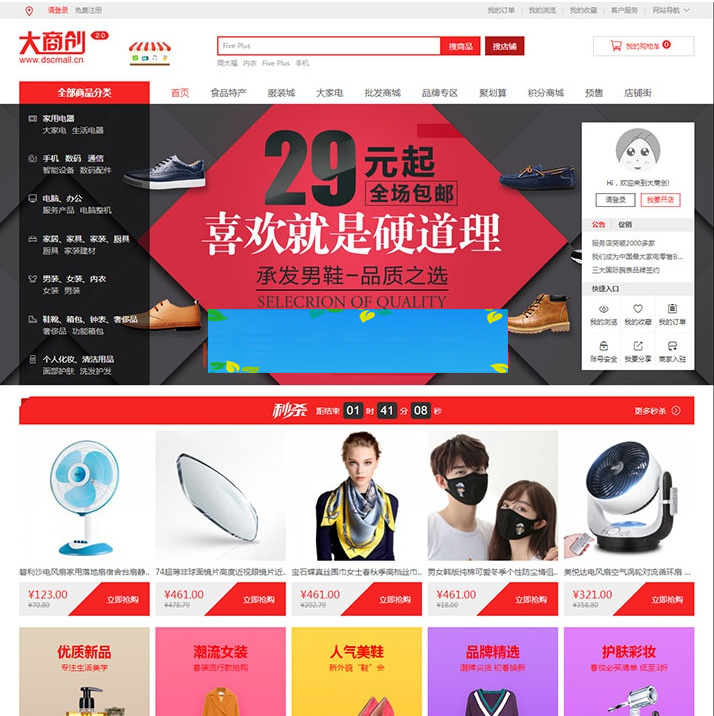 请登录 免费注册
我的订单 我的浏览 我的收藏 客户服务 网站导航
大商创 2.0
www.dscmall.cn
Five Plus 搜商品 搜店铺
我的购物车 0
周大福 内衣 Five Plus 手机
全部商品分类 首页 食品特产 服装城 大家电 批发商城 品牌专区 聚划算 积分商城 预售 店铺街
家用电器
大家电 生活电器
手机 数码 通信
智能设备 数码配件
电脑、办公
服务产品 电脑整机
家居、家具、家装、厨具
厨具 家装建材
男装、女装、内衣
女装 男装
鞋靴、箱包、钟表、奢侈品
奢侈品 功能箱包
个人化妆、清洁用品
面部护肤 洗发护发
29元起
全场包邮
喜欢就是硬道理
承发男鞋-品质之选
SELECRION OF QUALITY
Hi，欢迎来到大商创!
请登录 我要开店
公告 促销
服务店突破2000多家
我们成为中国最大家电零售B...
三大国际腕表品牌签约
快捷入口
我的浏览 我的收藏 我的订单
账号安全 我要分享 商家入驻
秒杀 距结束 01 时 41 分 08 秒 更多秒杀
碧利沙电风扇家用落地扇宿舍台扇静..
74超薄非球面镜片高度近视眼镜片近..
宝石蝶真丝围巾女士春秋季高档丝巾..
男女韩版纯棉可爱冬季个性防尘情侣..
美悦达电风扇空气涡轮对流循环扇 ...
¥123.00 ¥70.80 立即抢购
¥461.00 ¥478.79 立即抢购
¥461.00 ¥202.79 立即抢购
¥461.00 ¥18.00 立即抢购
¥321.00 ¥358.80 立即抢购
优质新品
专注生活美学
潮流女装
春装流行款抢购
人气美鞋
新外貌“鞋”会
品牌精选
潮牌尖货 初春换新
护肤彩妆
春妆必买清单 低至3折